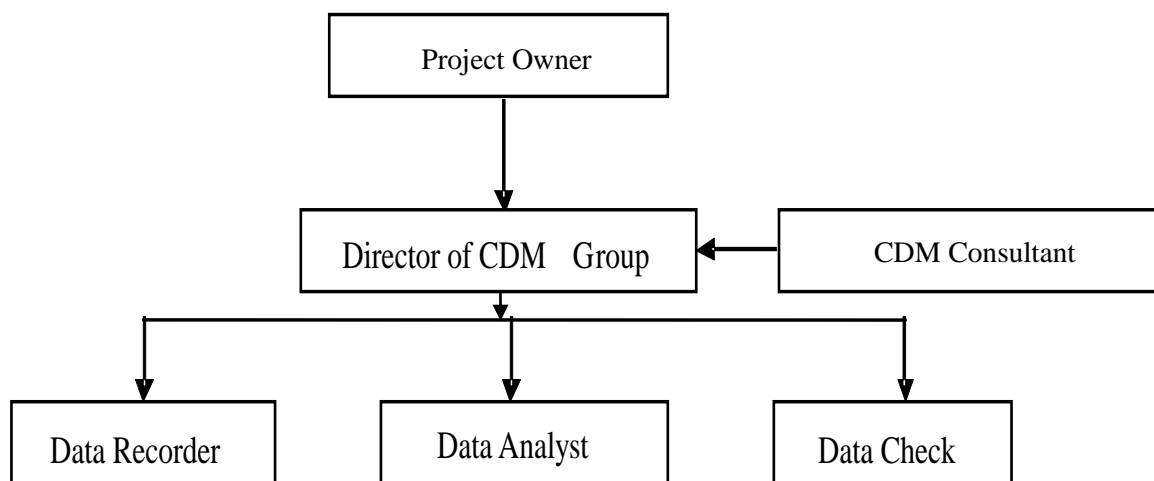 Project Owner
Director of CDM Group
CDM Consultant
Data Recorder
Data Analyst
Data Check